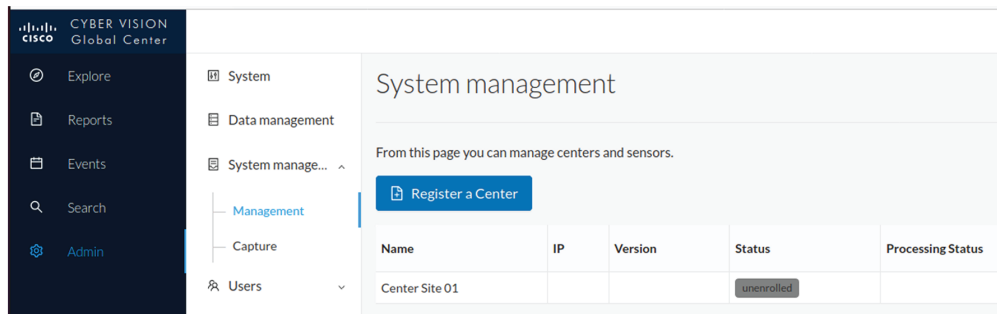 CISCO
CYBER VISION
Global Center
Explore
Reports
Events
Search
Admin
System
Data management
System manage...
Management
Capture
Users
System management
From this page you can manage centers and sensors.
Register a Center
Name IP Version Status Processing Status
Center Site 01 unenrolled